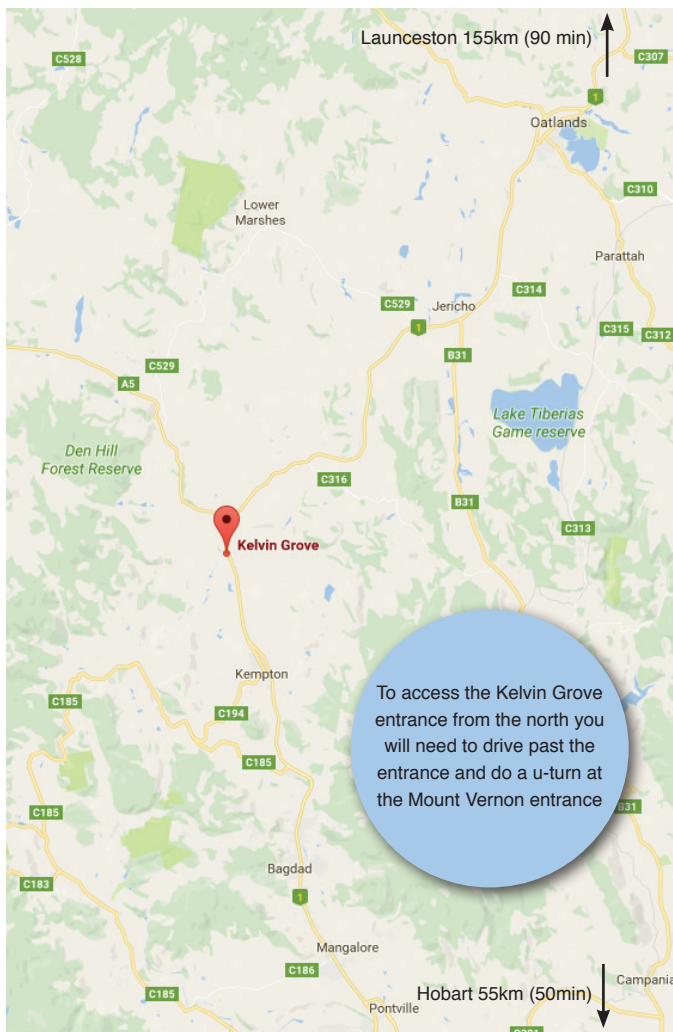 Launceston 155km (90 min)
C528
C307
1
Oatlands
C310
Lower
Marshes
Parattah
C314
C529
Jericho
1
C315
C312
B31
C529
A5
Lake Tiberias
Game reserve
Den Hill
Forest Reserve
C316
B31
Kelvin Grove
C313
Kempton
C185
C194
To access the Kelvin Grove
entrance from the north you
will need to drive past the
entrance and do a u-turn at
the Mount Vernon entrance
C185
B31
C185
Bagdad
C183
1
Mangalore
C186
Campania
C185
Hobart 55km (50min)
Pontville